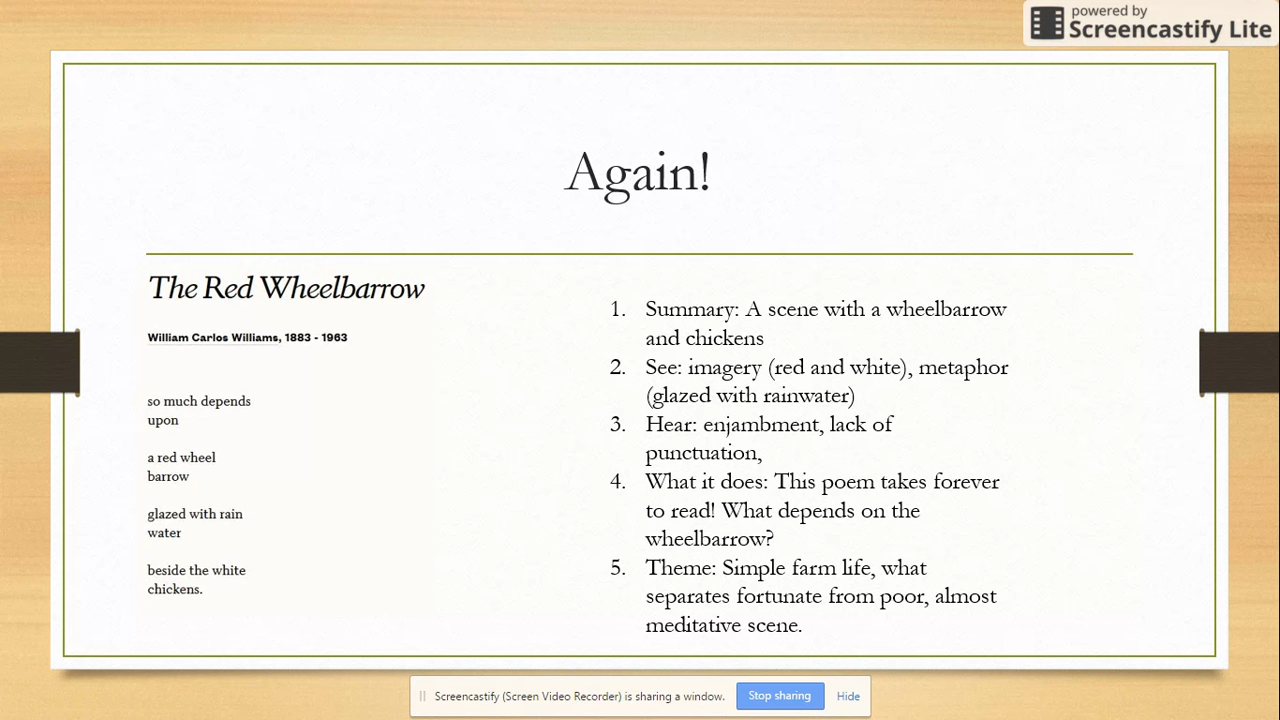 powered by
Screencastify Lite
Again!
The Red Wheelbarrow
William Carlos Williams, 1883 - 1963
so much depends
upon
a red wheel
barrow
glazed with rain
water
beside the white
chickens.
1. Summary: A scene with a wheelbarrow
and chickens
2. See: imagery (red and white), metaphor
(glazed with rainwater)
3. Hear: enjambment, lack of
punctuation,
4. What it does: This poem takes forever
to read! What depends on the
wheelbarrow?
5. Theme: Simple farm life, what
separates fortunate from poor, almost
meditative scene.
Screencastify (Screen Video Recorder) is sharing a window.
Stop sharing
Hide